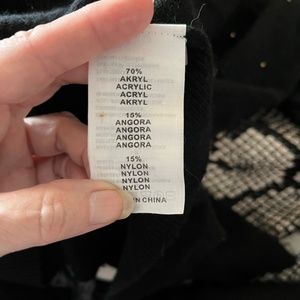 70%
AKRYL
ACRYLIC
ACRYL
AKRYL
15%
ANGORA
ANGORA
ANGORA
ANGORA
15%
NYLON
NYLON
NYLON
NYLON
IN CHINA